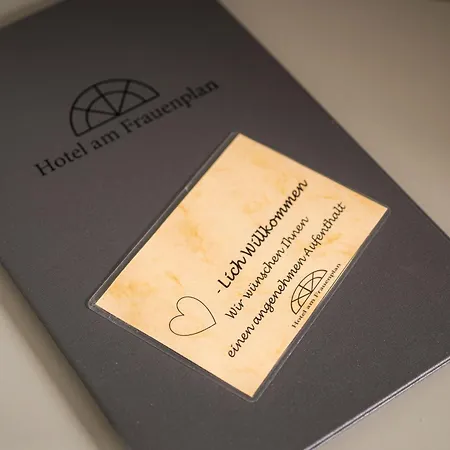 Hotel am Frauenplan
- Lich Willkommen
Wir wünschen Ihnen
einen angenehmen Aufenthalt
Hotel am Frauenplan